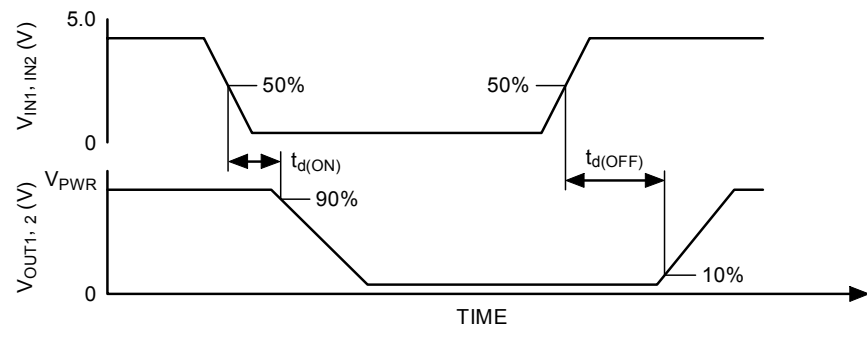 5.0
V_IN1, IN2 (V)
50%
50%
0
t_d(ON)
t_d(OFF)
V_PWR
90%
V_OUT1, 2 (V)
10%
0
TIME